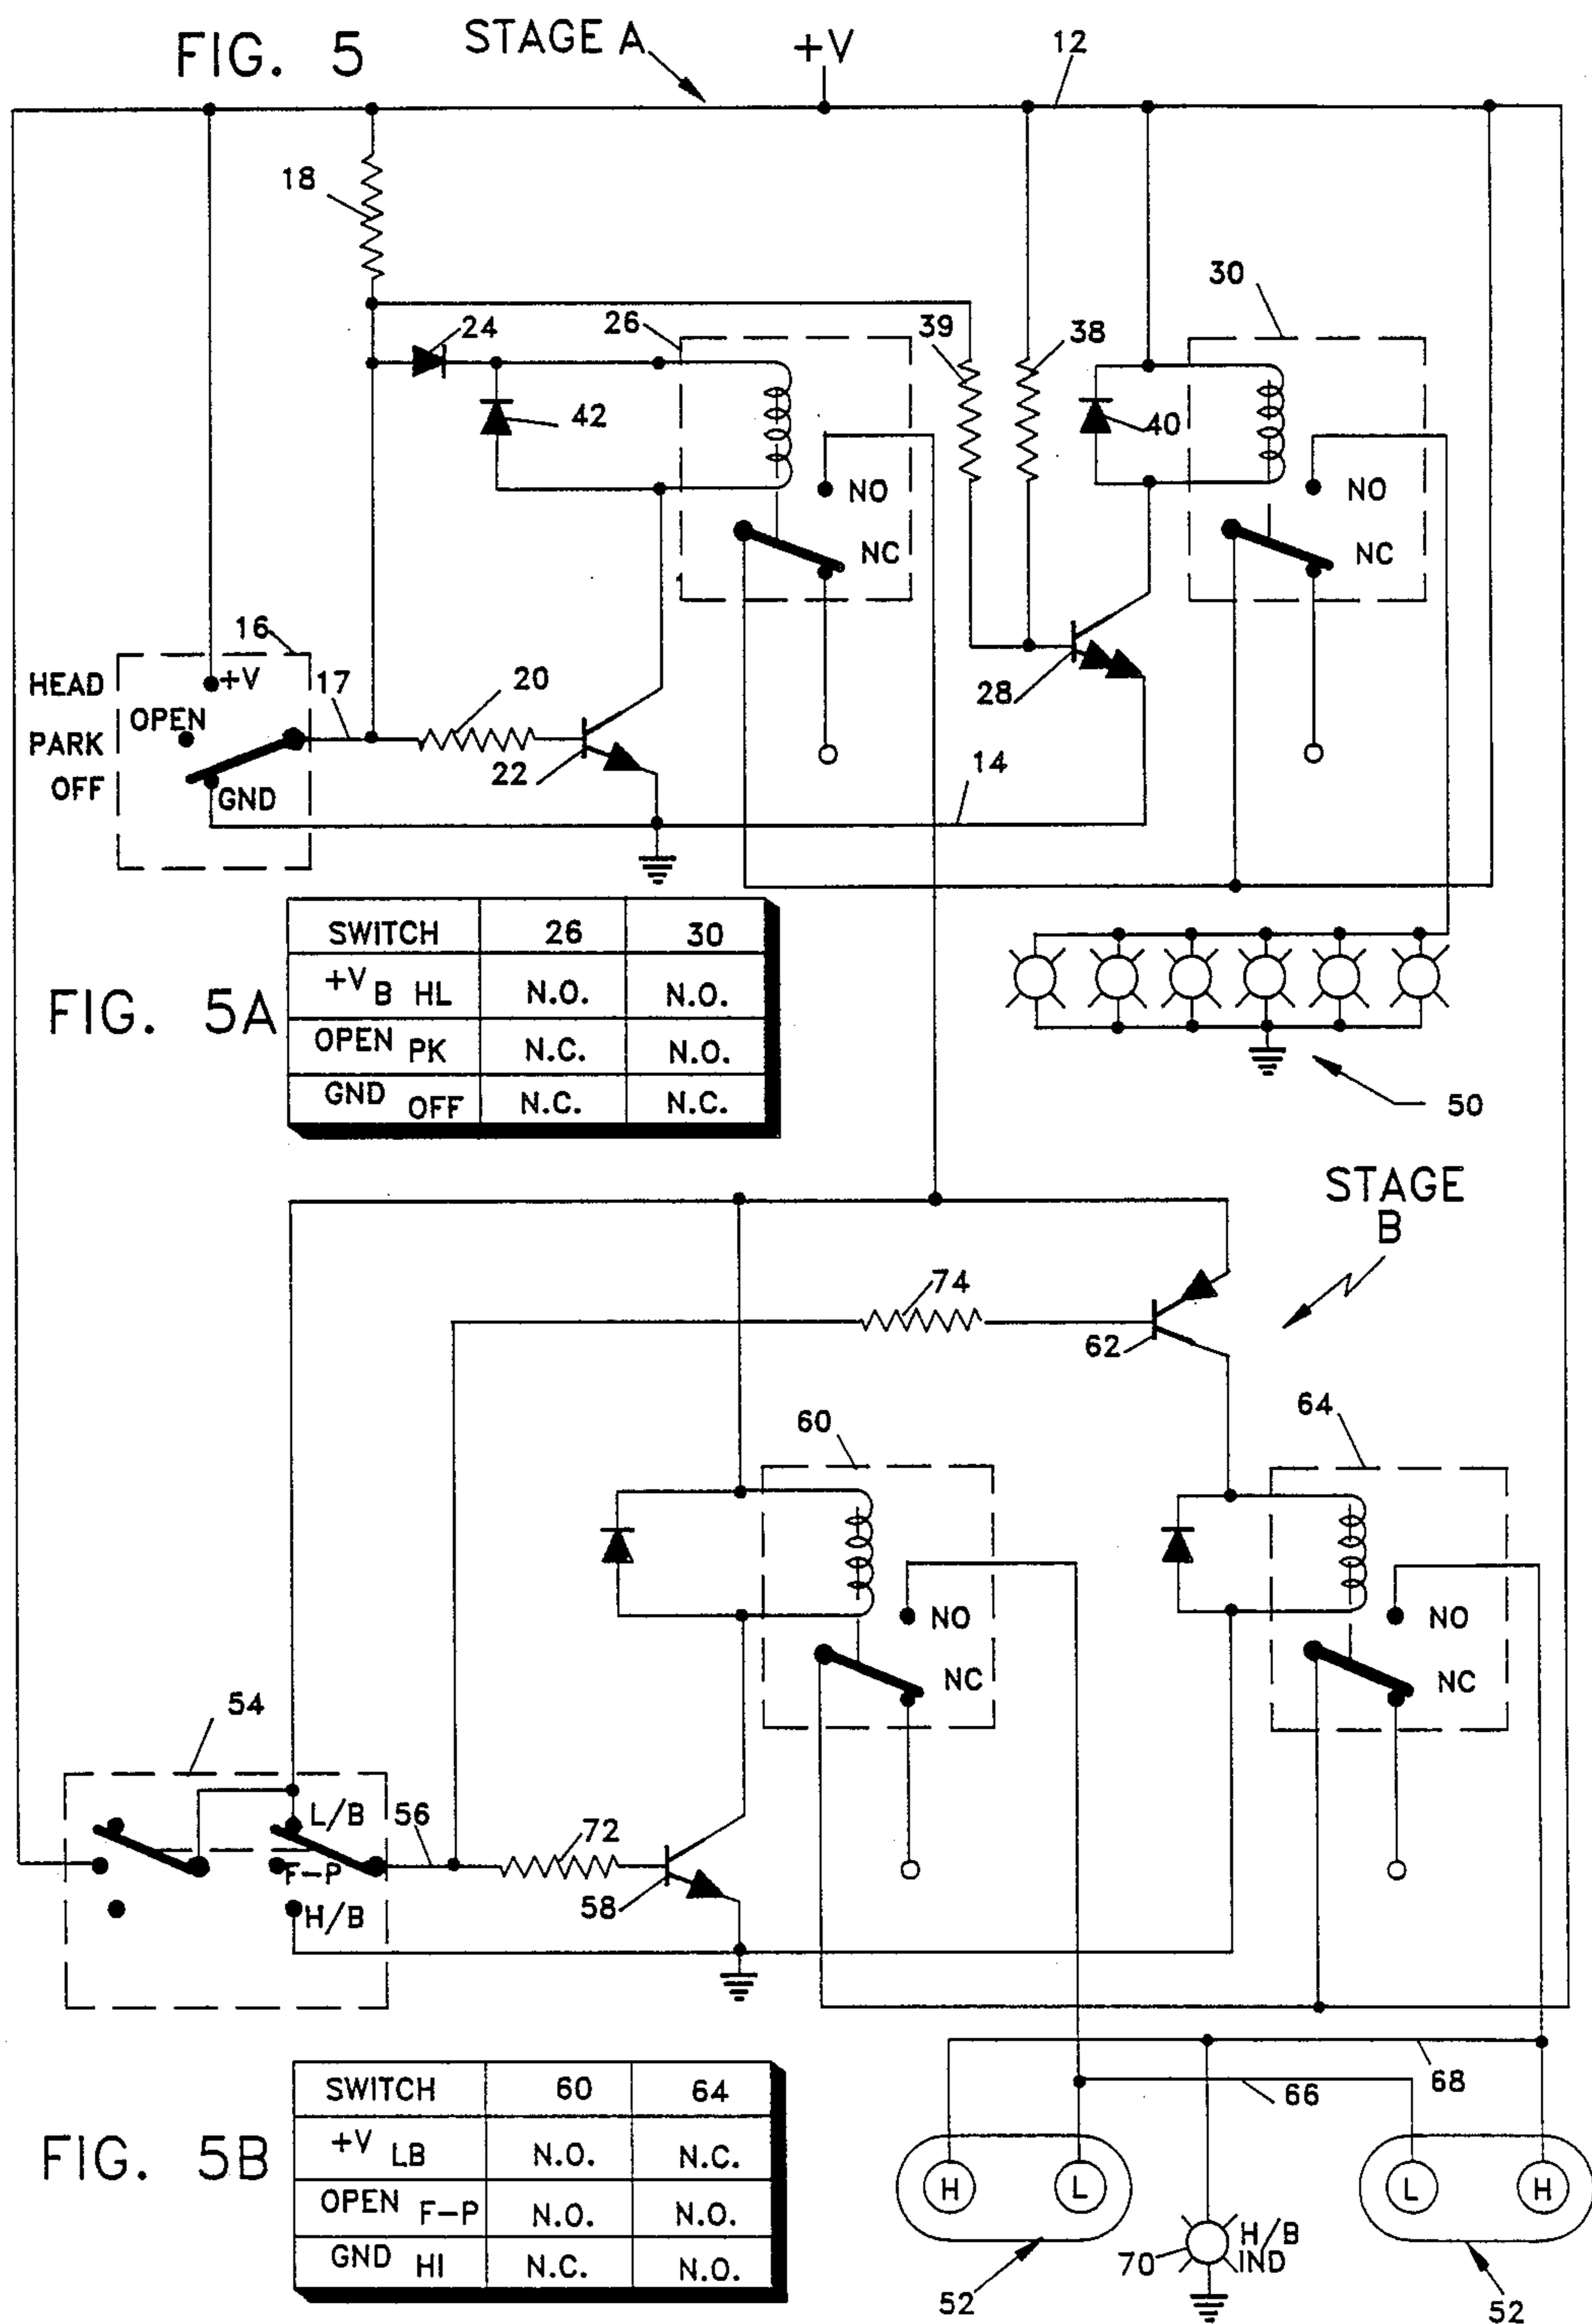 FIG. 5
STAGE A
+V
12
18
24
26
39
38
30
42
40
NO
NC
NO
NC
16
HEAD
+V
17
OPEN
PARK
OFF
GND
20
22
28
14
FIG. 5A
SWITCH 26 30
+V B HL N.O. N.O.
OPEN PK N.C. N.O.
GND OFF N.C. N.C.
50
STAGE
B
74
62
60
64
NO
NC
NO
NC
54
L/B
56
F-P
H/B
72
58
FIG. 5B
SWITCH 60 64
+V LB N.O. N.C.
OPEN F-P N.O. N.O.
GND HI N.C. N.O.
66
68
H
L
L
H
70
H/B
IND
52
52